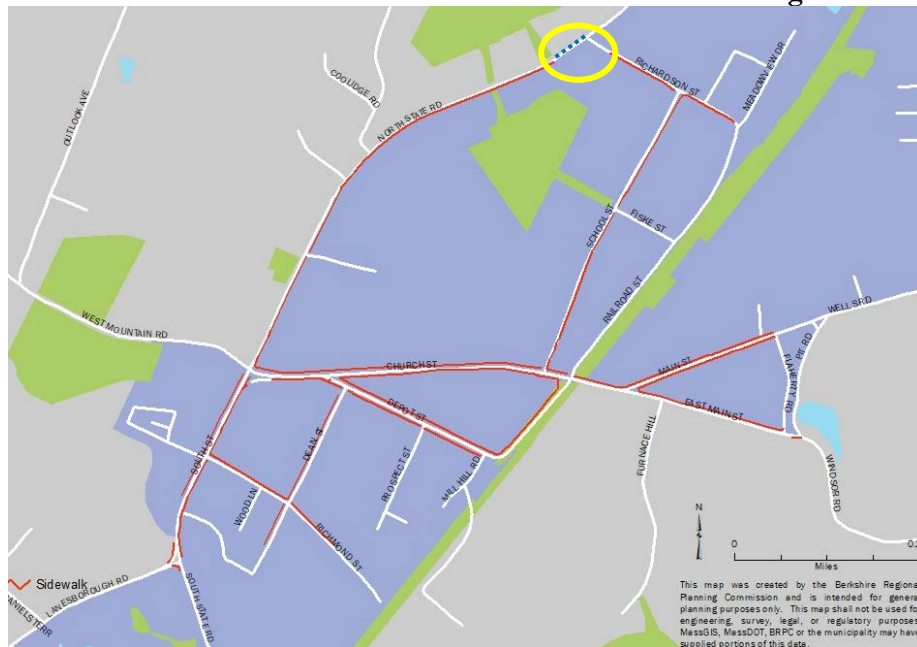 OUTLOOK AVE
COOLIDGE RD
NORTH STATE RD
RICHARDSON ST
MEADOWVIEW DR
SCHOOL ST
FISKE ST
RAILROAD ST
WEST MOUNTAIN RD
CHURCH ST
MAIN ST
WELLS RD
PIT RD
FLAHERTY RD
EAST MAIN ST
DEPOT ST
DEAN ST
SOUTH ST
PROSPECT ST
MILL HILL RD
FURNACE HILL
WINDSOR RD
WOOD LN
RICHMOND ST
Sidewalk
LANESBOROUGH RD
SOUTH STATE RD
N
0
Miles
This map was created by the Berkshire Regiona
Planning Commission and is intended for genera
planning purposes only. This map shall not be used fo
engineering, survey, legal, or regulatory purposes
MassGIS, MassDOT, BRPC or the municipality may have
supplied portions of this data.